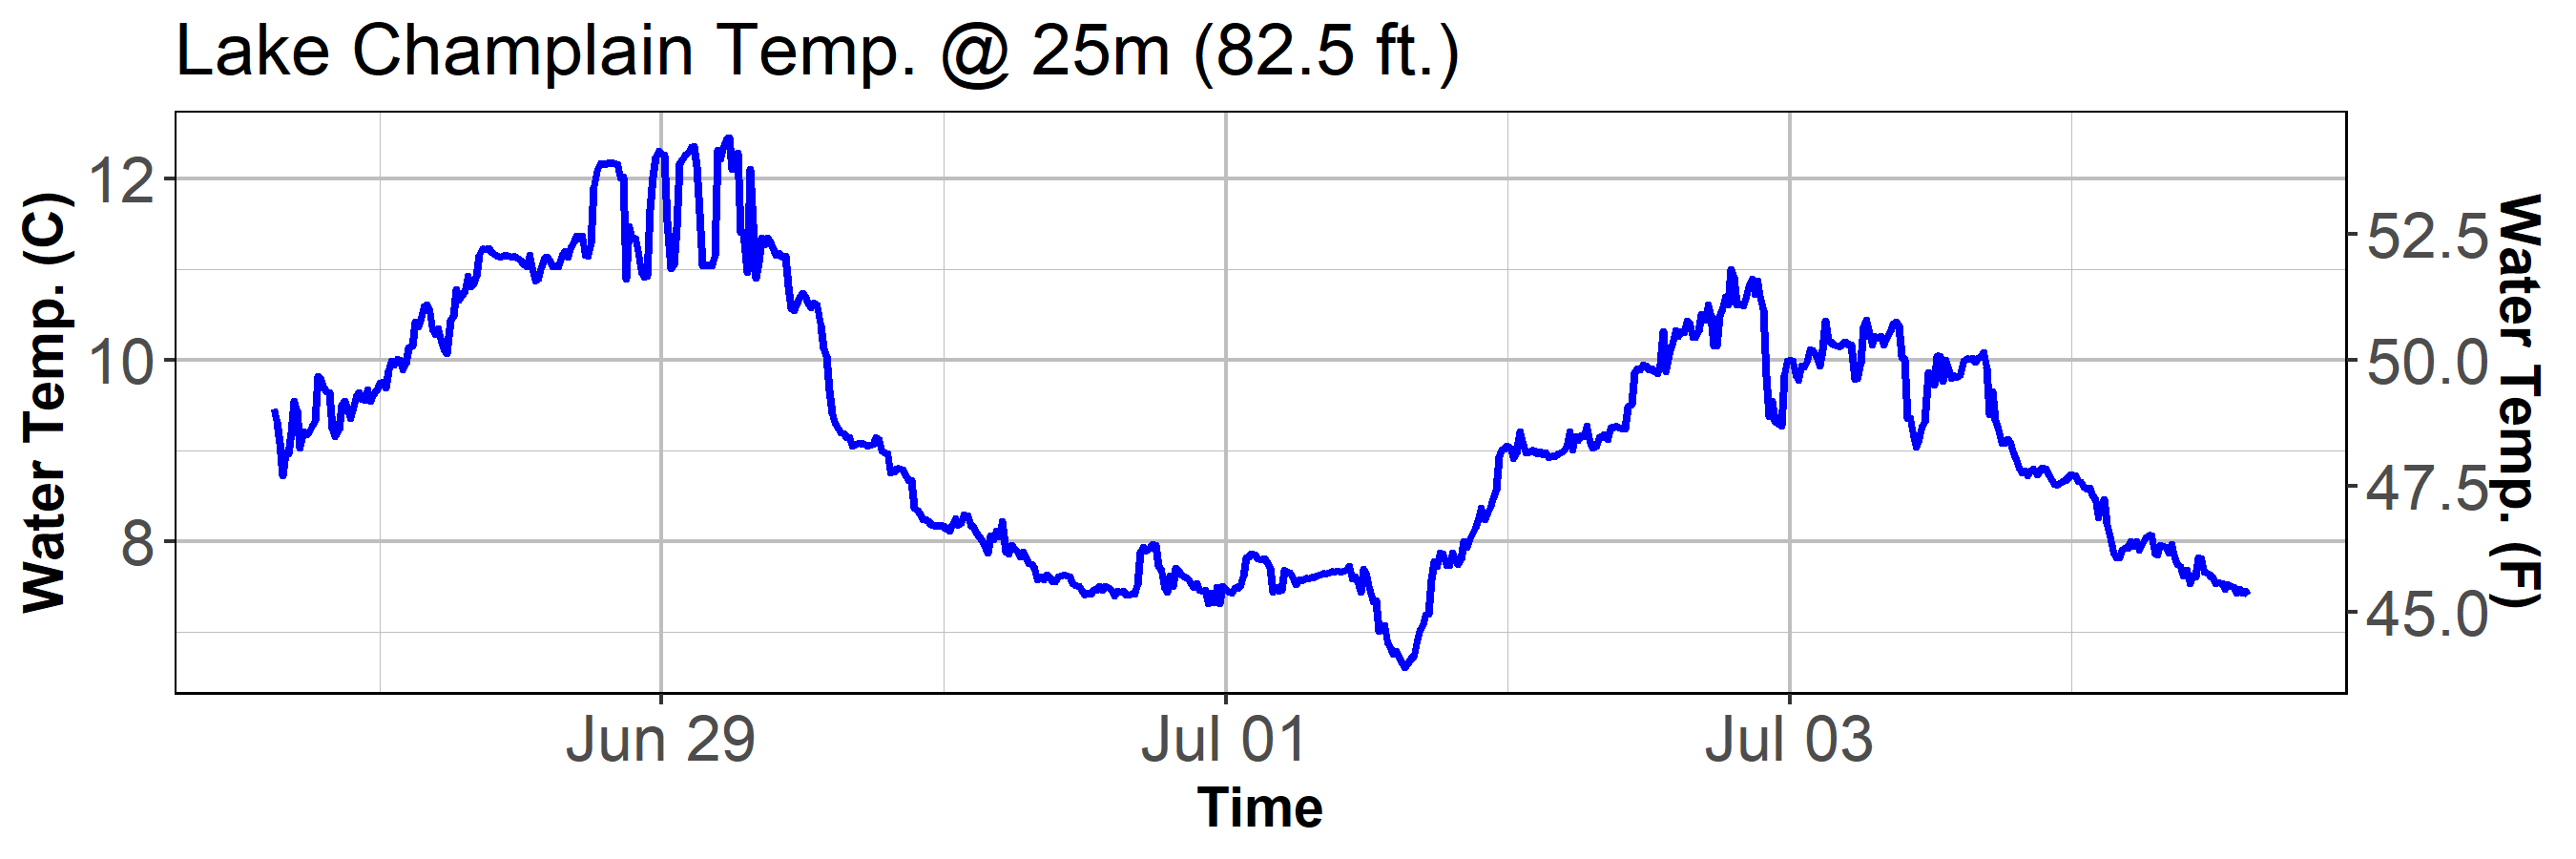 Lake Champlain Temp. @ 25m (82.5 ft.)
Water Temp. (C)
12
10
8
52.5
50.0
47.5
45.0
Water Temp. (F)
Jun 29
Jul 01
Jul 03
Time